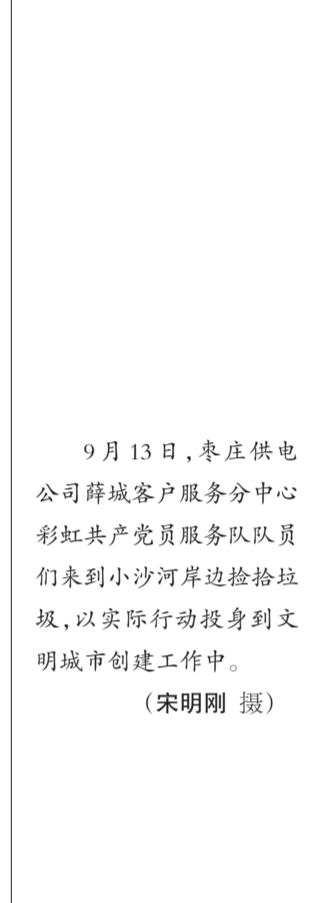 9月13日,枣庄供电
公司薛城客户服务分中心
彩虹共产党员服务队队员
们来到小沙河岸边捡拾垃
圾,以实际行动投身到文
明城市创建工作中。
(宋明刚 摄)